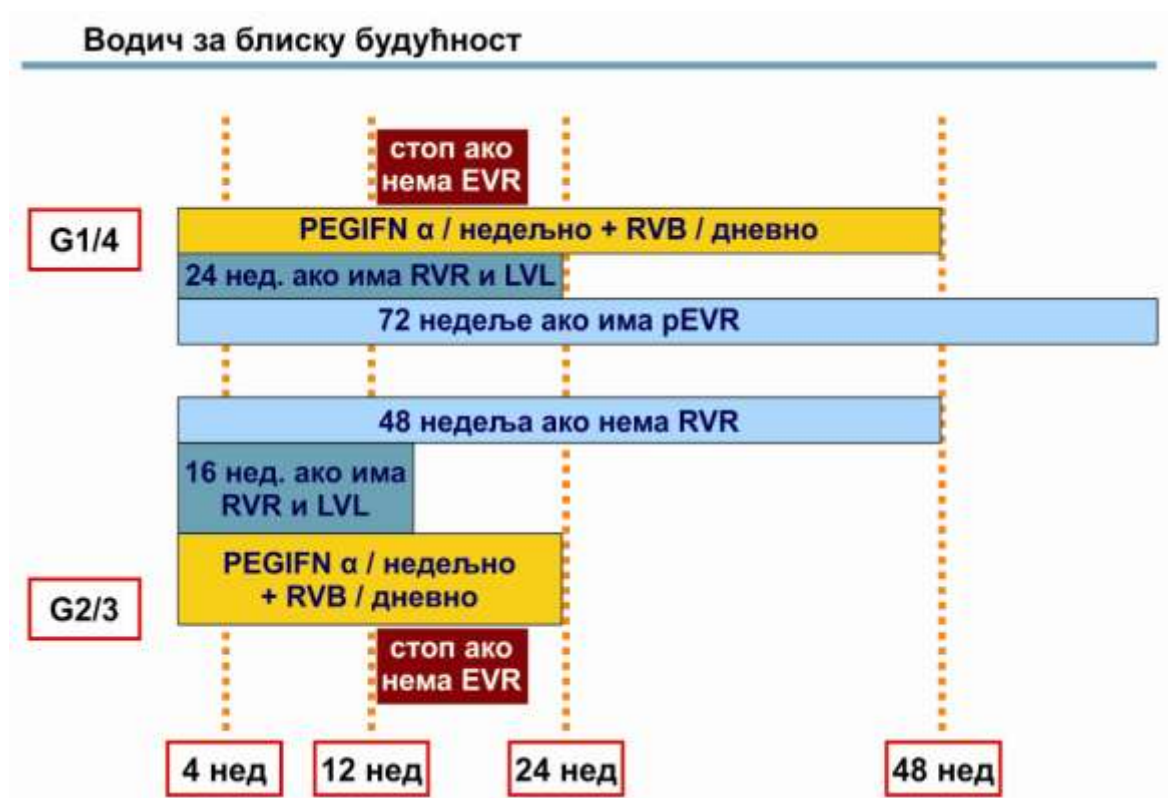 Водич за блиску будућност
стоп ако
нема EVR
G1/4
PEGIFN α / недељно + RVB / дневно
24 нед. ако има RVR и LVL
72 недеље ако има pEVR
48 недеља ако нема RVR
16 нед. ако има
RVR и LVL
PEGIFN α / недељно
+ RVB / дневно
G2/3
стоп ако
нема EVR
4 нед
12 нед
24 нед
48 нед